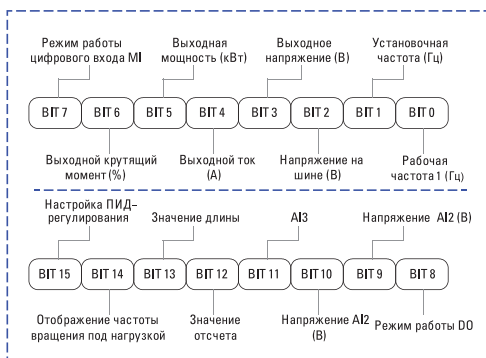 Режим работы
цифрового входа MI
Выходная
мощность (кВт)
Выходное
напряжение (В)
Установочная
частота (Гц)
BIT 7
BIT 6
BIT 5
BIT 4
BIT 3
BIT 2
BIT 1
BIT 0
Выходной крутящий
момент (%)
Выходной ток
(А)
Напряжение на
шине (В)
Рабочая
частота 1 (Гц)
Настройка ПИД–
регулирования
Значение длины
AI3
Напряжение AI2 (В)
BIT 15
BIT 14
BIT 13
BIT 12
BIT 11
BIT 10
BIT 9
BIT 8
Отображение частоты
вращения под нагрузкой
Значение
отсчета
Напряжение AI2
(В)
Режим работы DO